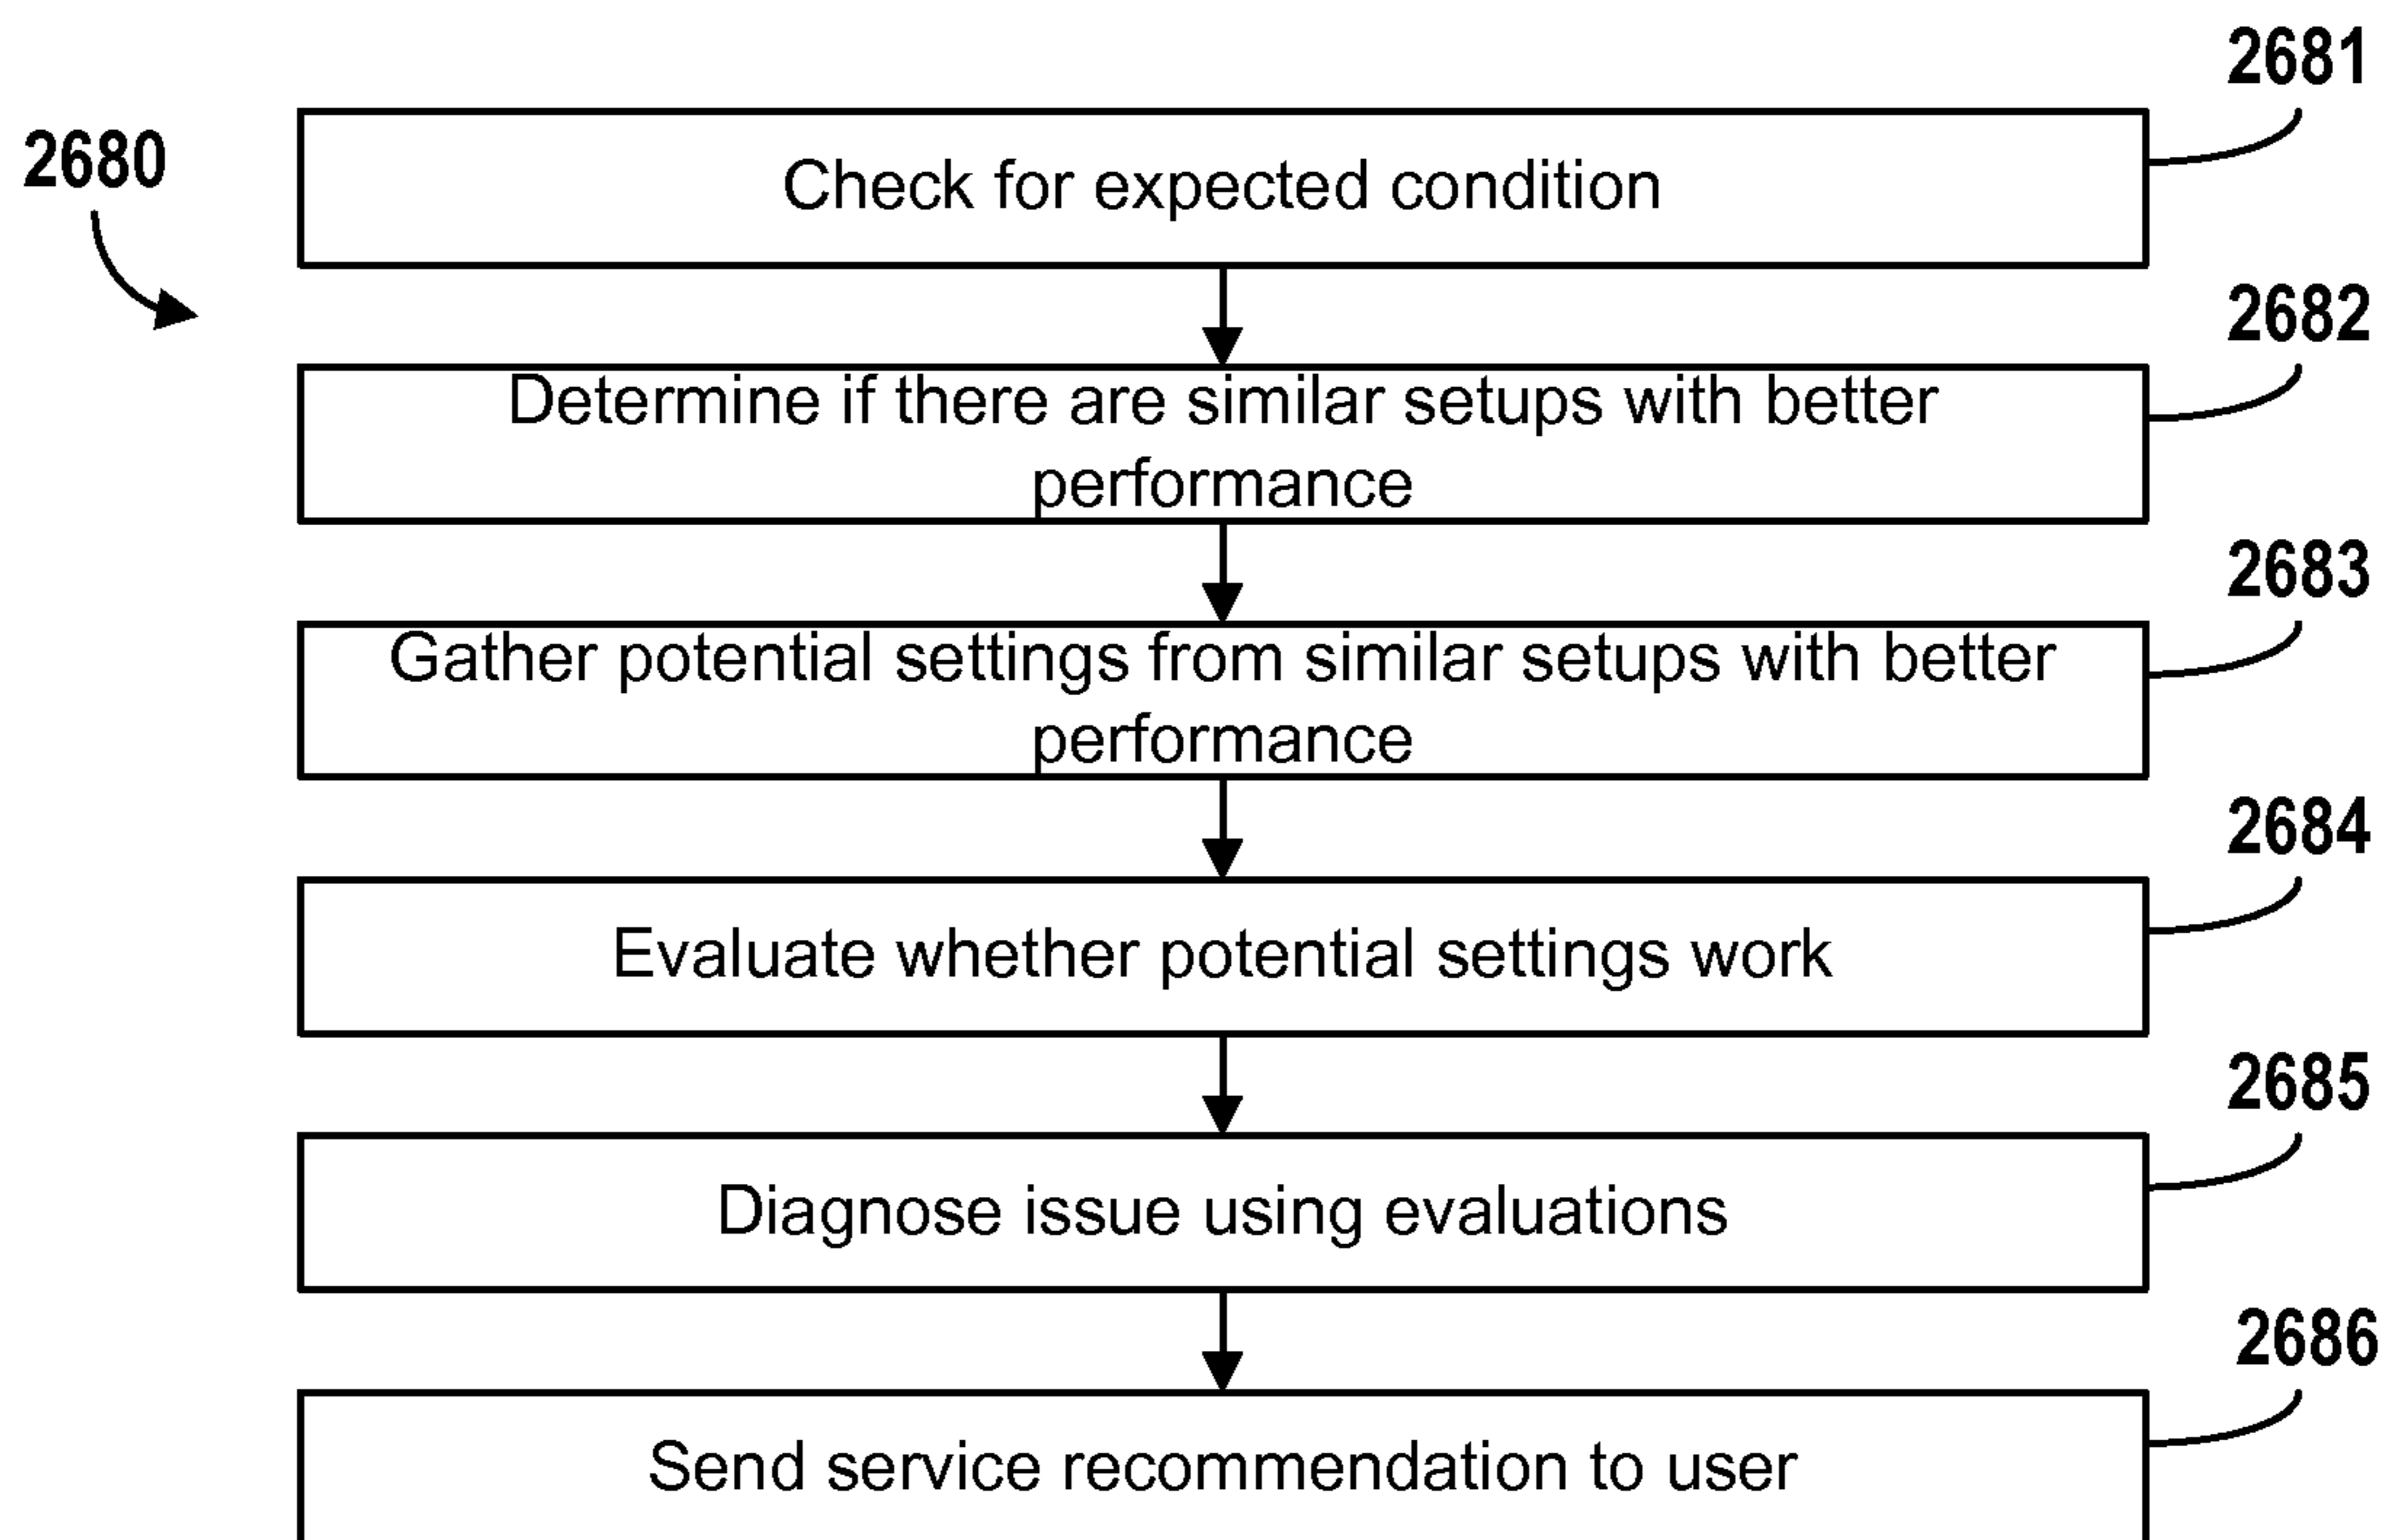 2681
2680
Check for expected condition
2682
Determine if there are similar setups with better
performance
2683
Gather potential settings from similar setups with better
performance
2684
Evaluate whether potential settings work
2685
Diagnose issue using evaluations
2686
Send service recommendation to user